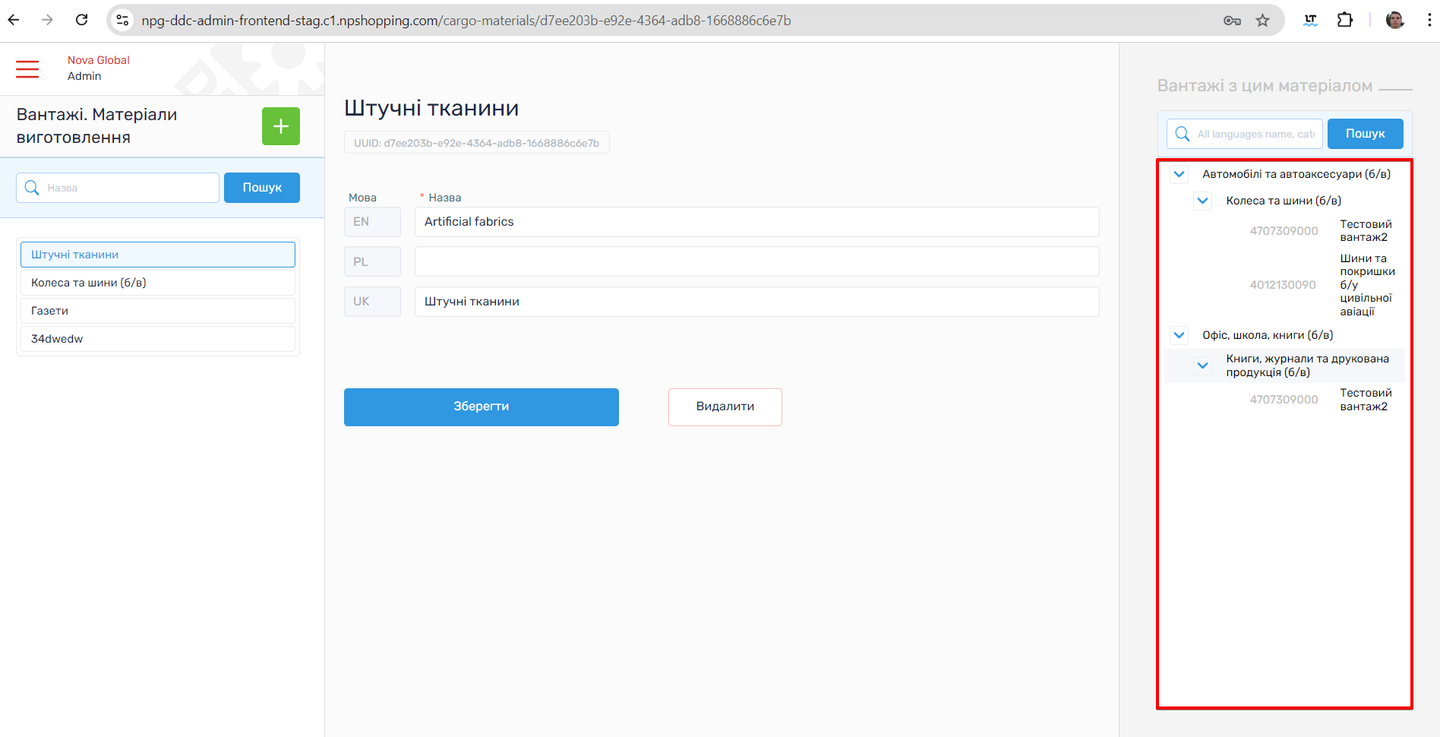 npg-ddc-admin-frontend-stag.c1.npshopping.com/cargo-materials/d7ee203b-e92e-4364-adb8-1668886c6e7b
LT
Nova Global
Admin
Вантажі. Матеріали
виготовлення
+
Назва
Пошук
Штучні тканини
Колеса та шини (б/в)
Газети
34dwedw
Штучні тканини
UUID: d7ee203b-e92e-4364-adb8-1668886c6e7b
Мова
* Назва
EN
Artificial fabrics
PL
UK
Штучні тканини
Зберегти
Видалити
Вантажі з цим матеріалом
All languages name, cat
Пошук
Автомобілі та автоаксесуари (б/в)
Колеса та шини (б/в)
4707309000
Тестовий
вантаж2
4012130090
Шини та
покришки
б/у
цивільної
авіації
Офіс, школа, книги (б/в)
Книги, журнали та друкована
продукція (б/в)
4707309000
Тестовий
вантаж2